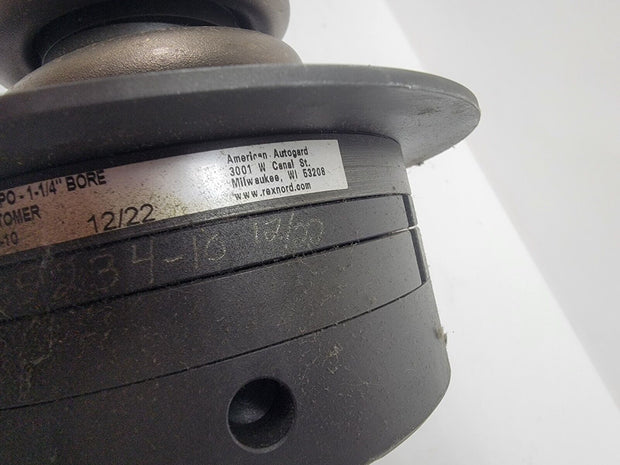 PO - 1-1/4" BORE
TOMER
-10
12/22
American Autogard
3001 W Canal St.
Milwaukee, WI 53208
www.rexnord.com
234-10